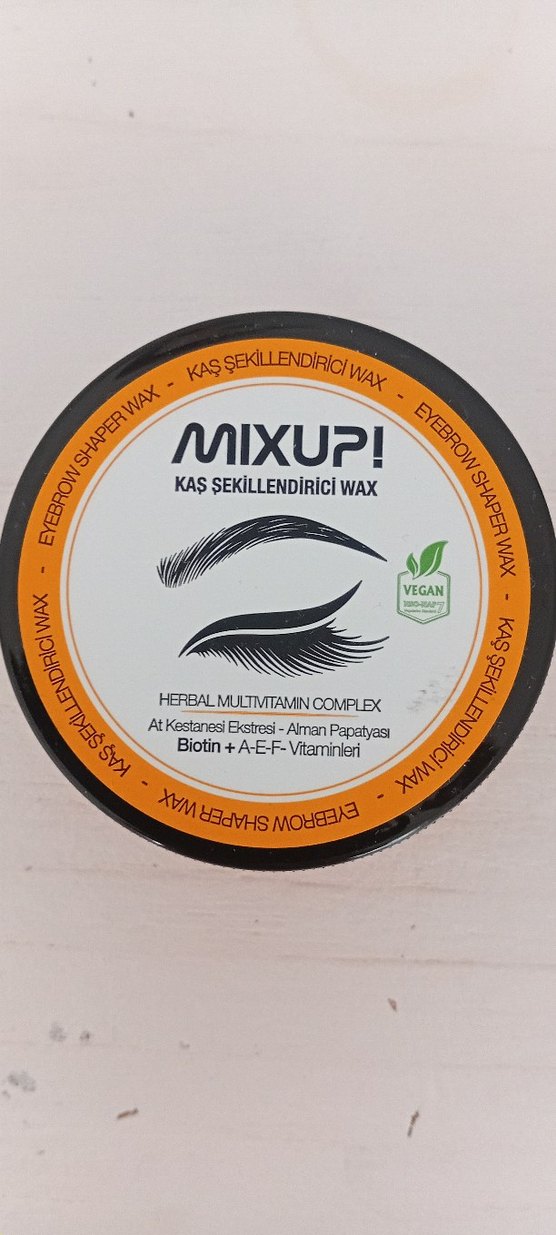 KAŞ ŞEKİLLENDİRİCİ WAX - EYEBROW SHAPER WAX - KAŞ ŞEKİLLENDİRİCİ WAX - EYEBROW SHAPER WAX - KAŞ ŞEKİLLENDİRİCİ WAX - EYEBROW SHAPER WAX -
MIXUP!
KAŞ ŞEKİLLENDİRİCİ WAX
VEGAN
HERBAL MULTIVITAMIN COMPLEX
At Kestanesi Ekstresi - Alman Papatyası
Biotin + A-E-F- Vitaminleri